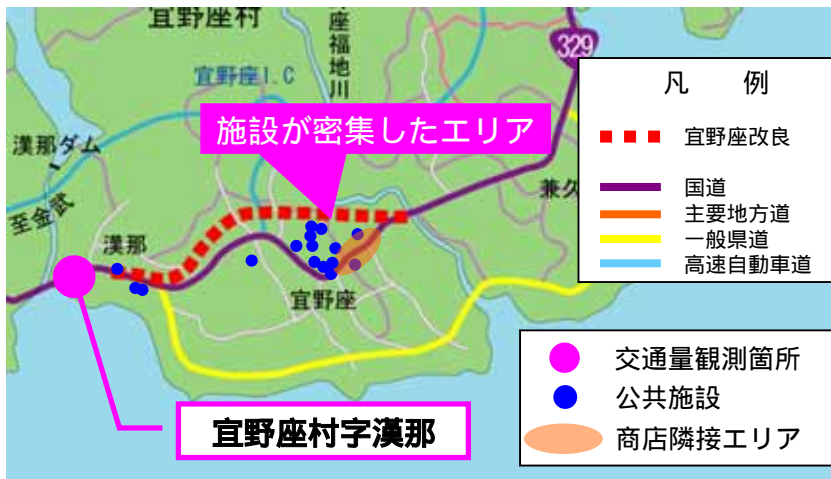 宜野座村
座福地川
329
宜野座I.C
凡 例
施設が密集したエリア
宜野座改良
漢那ダム
国道
兼久
至金武
主要地方道
漢那
一般県道
高速自動車道
宜野座
交通量観測箇所
公共施設
宜野座村字漢那
商店隣接エリア